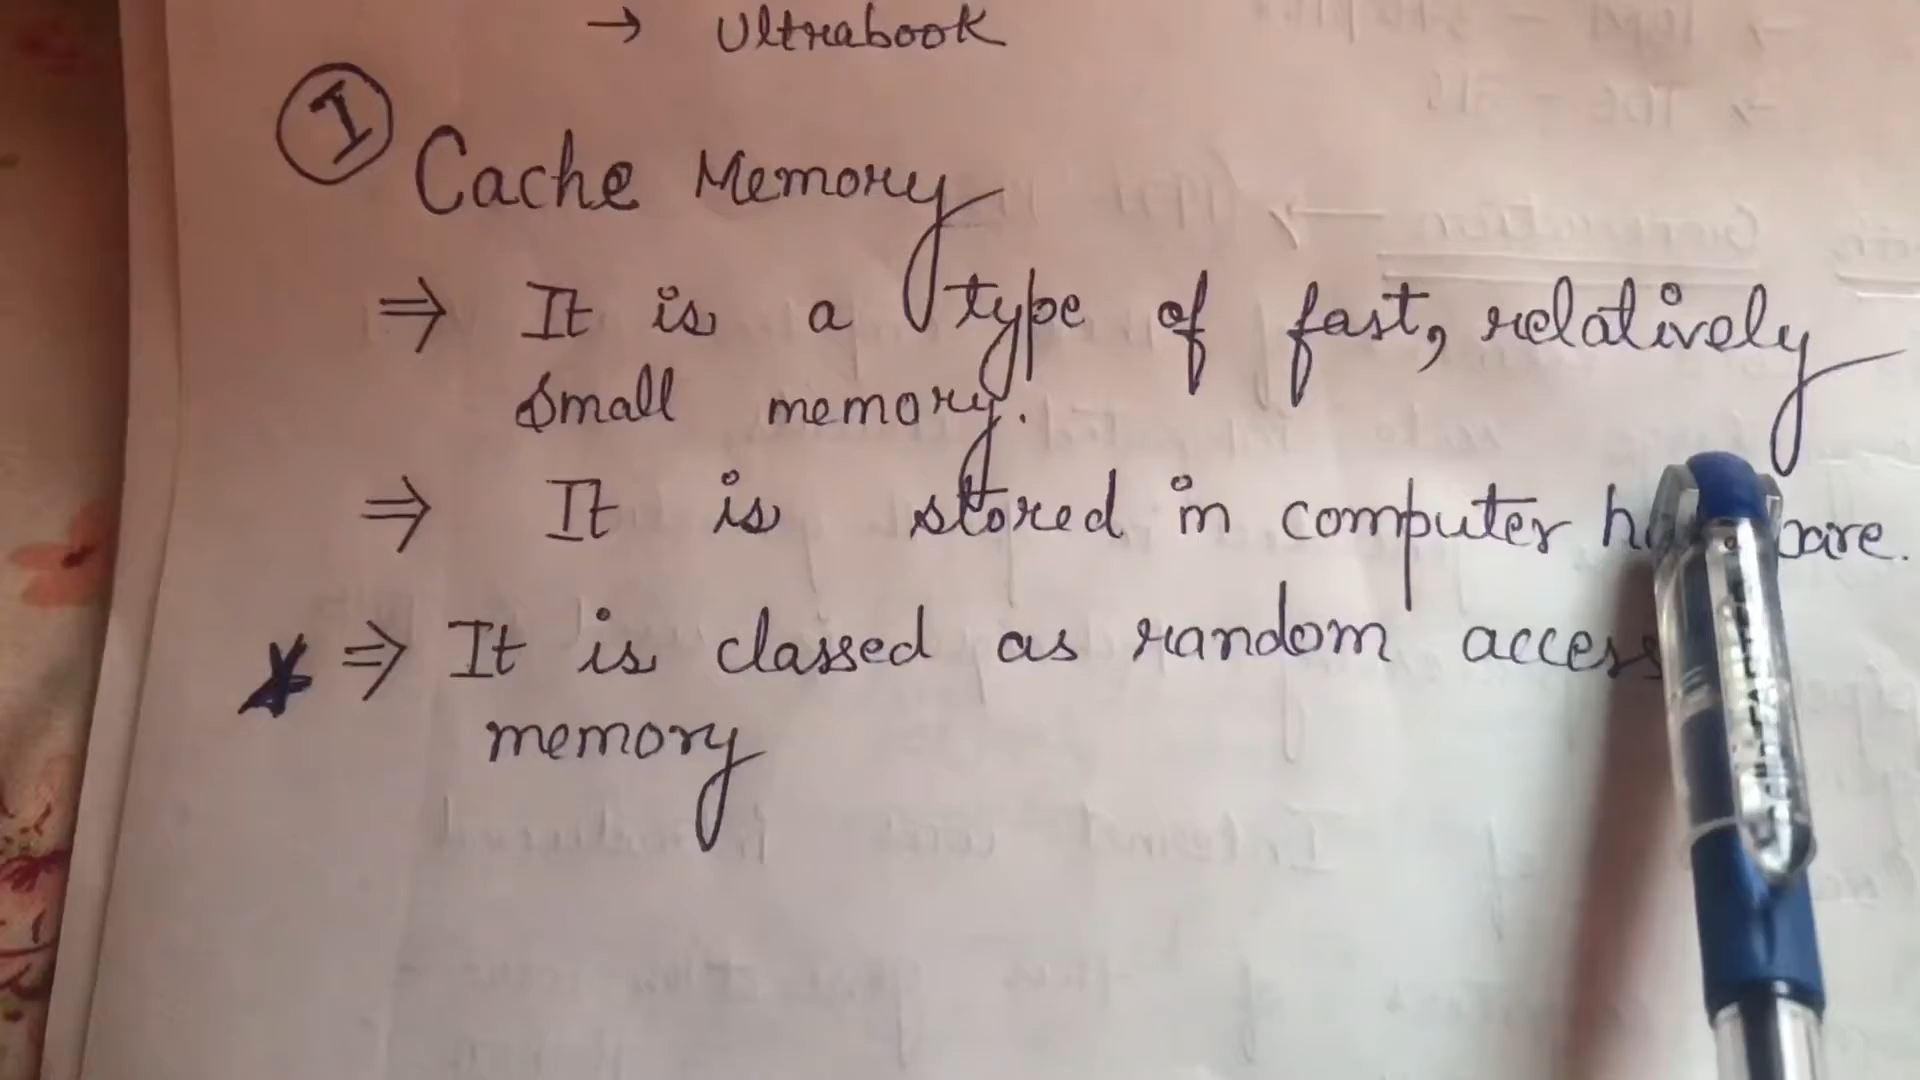 → Ultrabook
I
Cache Memory
⇒ It is a type of fast, relatively
small memory.
⇒ It is stored in computer
⇒ It is classed as random access
memory